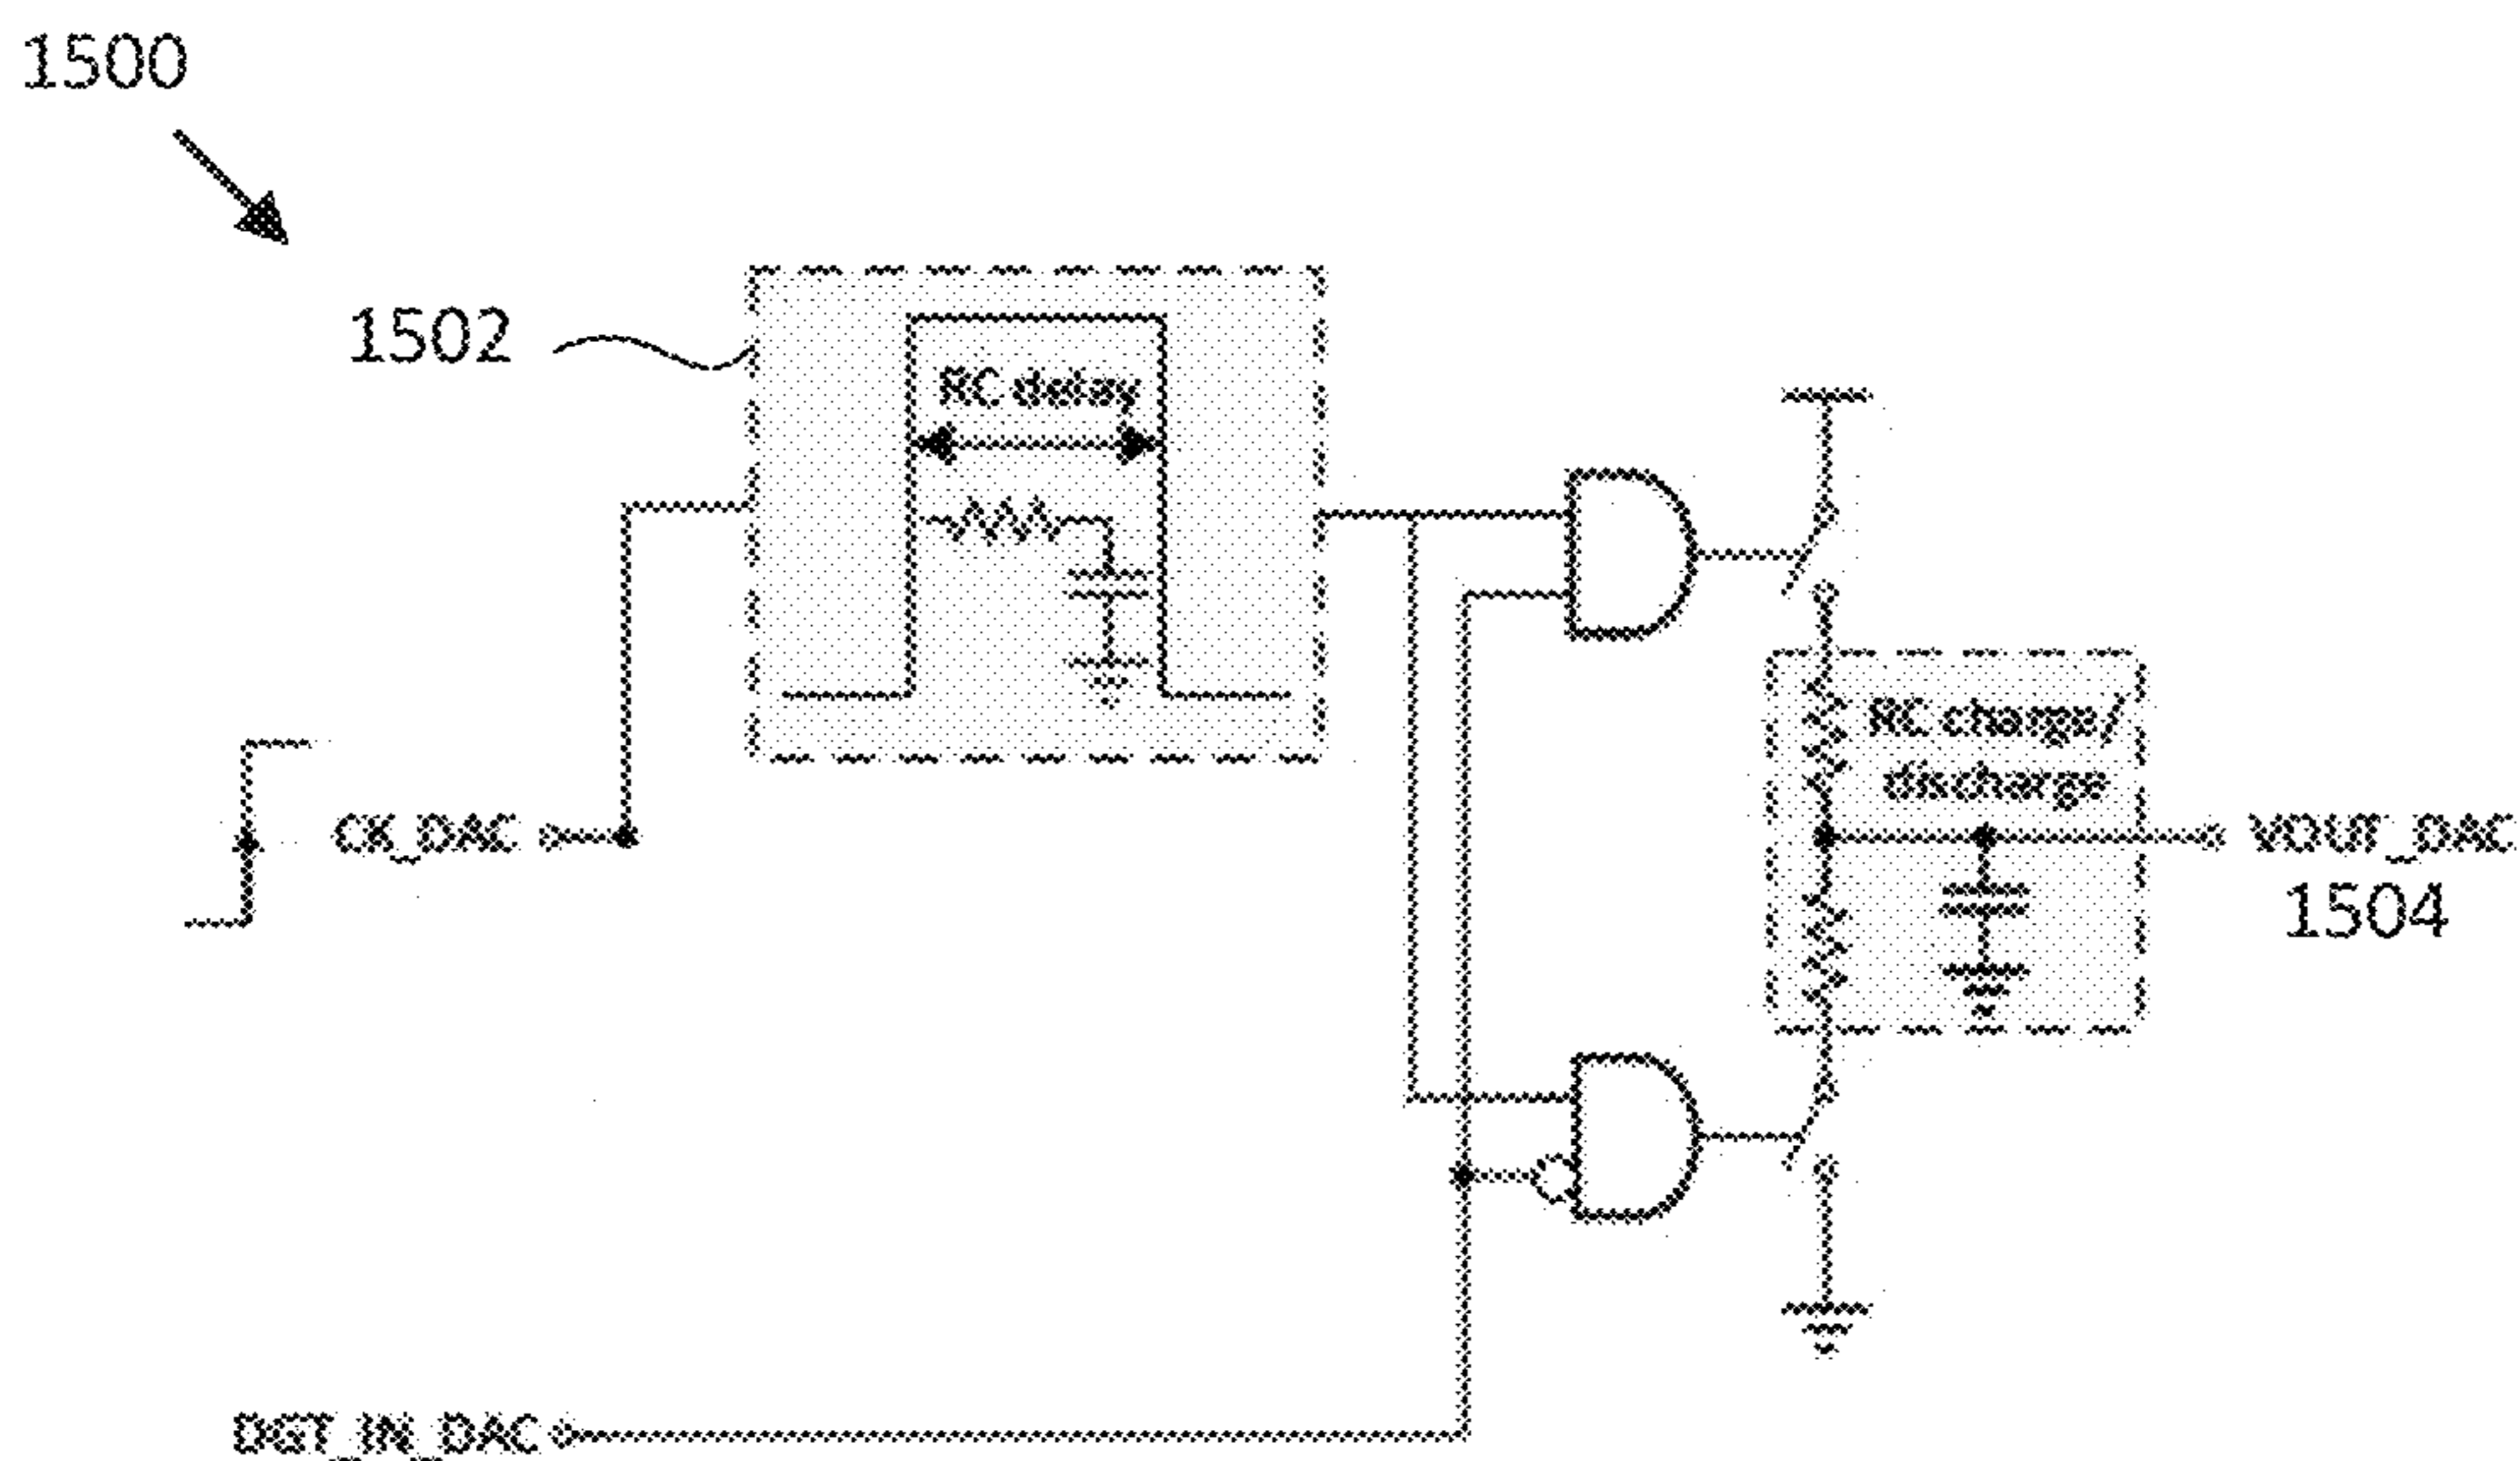 1500
1502
RC delay
RC charge/
discharge
CK_DAC
VOUT_DAC
1504
DGT_IN_DAC